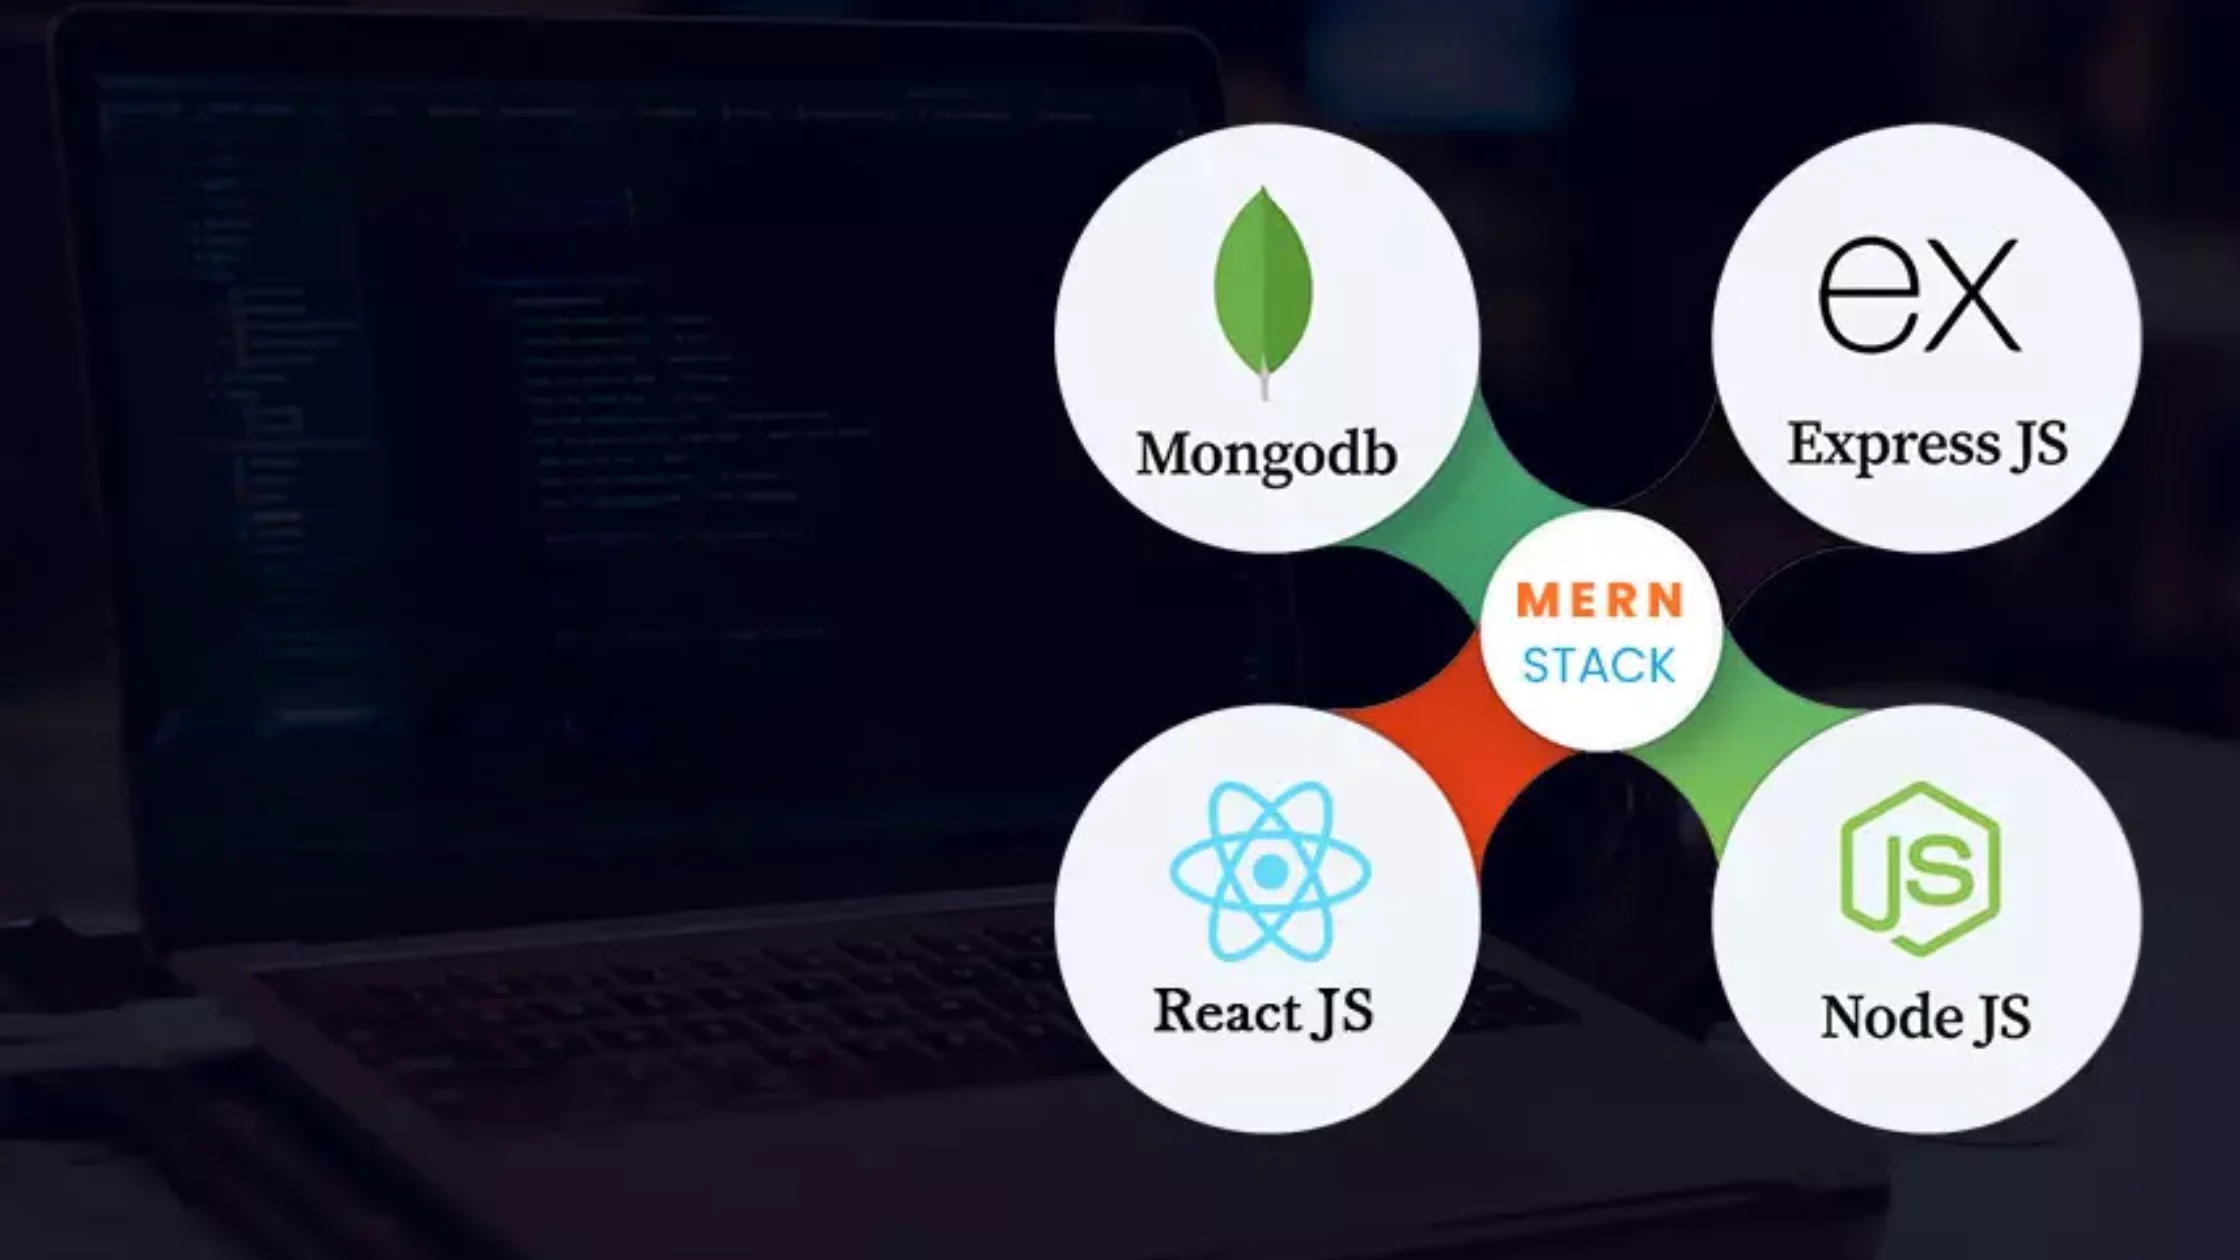 ex
Mongodb
Express JS
MERN
STACK
JS
React JS
Node JS